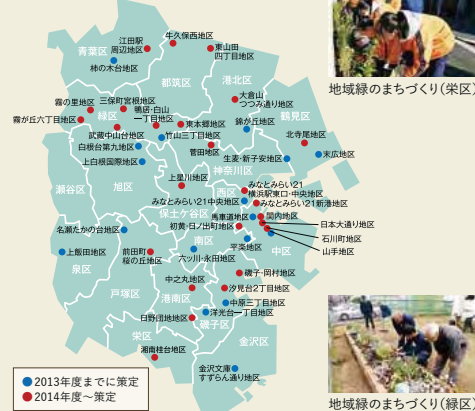 江田駅
周辺地区
牛久保西地区
東山田
四丁目地区
青葉区
柿の木台地区
都筑区
港北区
大倉山
つつみ通り地区
鶴見区
霧の里地区
三保町宮根地区
鴨居・白山
一丁目地区
緑区
霧が丘六丁目地区
東本郷地区
錦が丘地区
北寺尾地区
武蔵中山台地区
竹山三丁目地区
白根台第九地区
菅田地区
生麦・新子安地区
末広地区
上白根国際地区
神奈川区
瀬谷区
旭区
上星川地区
西区
みなとみらい21
横浜駅東口・中央地区
みなとみらい21中央地区
みなとみらい21新港地区
保土ケ谷区
馬車道地区
関内地区
名瀬たかの台地区
初黄・日ノ出町地区
日本大通り地区
石川町地区
山手地区
上飯田地区
前田町
桜の丘地区
南区
六ッ川・永田地区
平楽地区
中区
泉区
戸塚区
中之丸地区
磯子・岡村地区
汐見台2丁目地区
港南区
中原三丁目地区
洋光台一丁目地区
日野団地地区
磯子区
栄区
湘南桂台地区
金沢区
金沢文庫
すずらん通り地区
2013年度までに策定
2014年度～策定
地域緑のまちづくり(栄区)
地域緑のまちづくり(緑区)